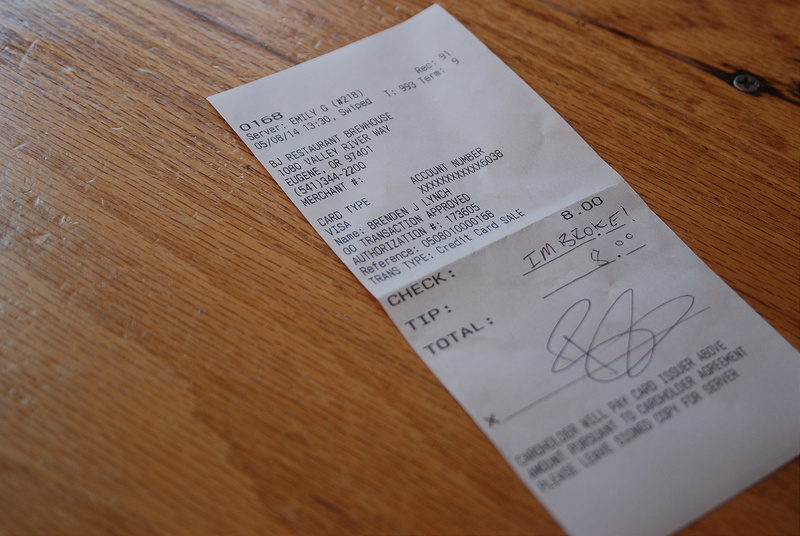 0168
Server: EMILY G (#218) Rec: 91
05/08/14 13:30, Swiped T: 993 Term: 9
BJ RESTAURANT BREWHOUSE
1080 VALLEY RIVER WAY
EUGENE, OR 97401
(541)344-2200
MERCHANT #:
CARD TYPE ACCOUNT NUMBER
VISA XXXXXXXXXXXX6038
Name: BRENDEN J LYNCH
00 TRANSACTION APPROVED
AUTHORIZATION #: 173605
Reference: 0508010000168
TRANS TYPE: Credit Card SALE
CHECK: 8.00
TIP: IM BROKE!
TOTAL: 8.00
X
CARDHOLDER WILL PAY CARD ISSUER ABOVE
AMOUNT PURSUANT TO CARDHOLDER AGREEMENT
PLEASE LEAVE SIGNED COPY FOR SERVER